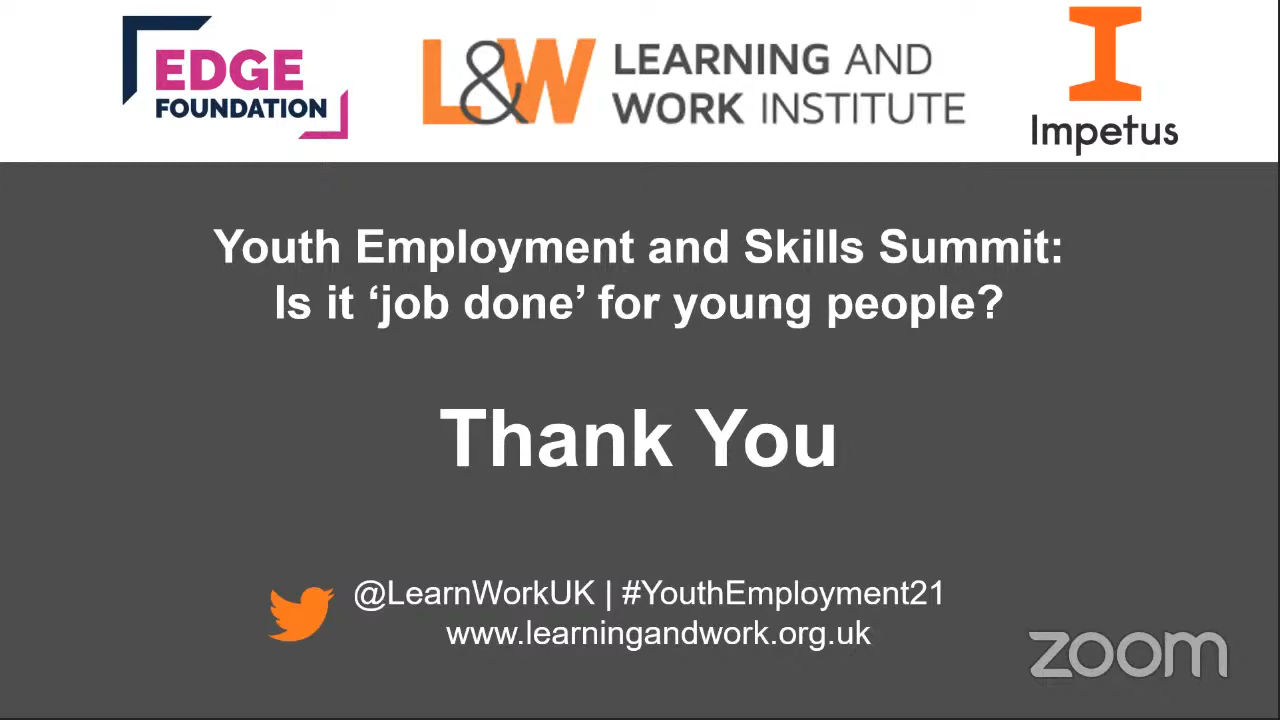 EDGE
FOUNDATION
L&W LEARNING AND
WORK INSTITUTE
I
Impetus
Youth Employment and Skills Summit:
Is it ‘job done’ for young people?
Thank You
@LearnWorkUK | #YouthEmployment21
www.learningandwork.org.uk
zoom